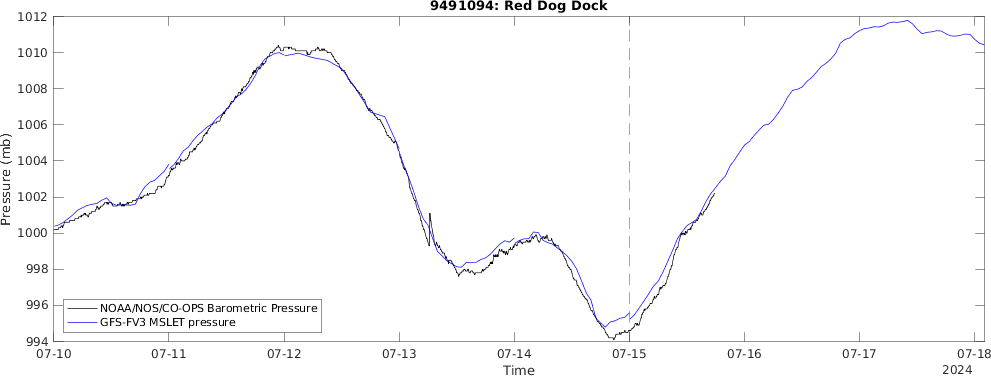 9491094: Red Dog Dock
1012
1010
1008
1006
1004
1002
1000
998
996
994
Pressure (mb)
NOAA/NOS/CO-OPS Barometric Pressure
GFS-FV3 MSLET pressure
07-10 07-11 07-12 07-13 07-14 07-15 07-16 07-17 07-18
Time
2024